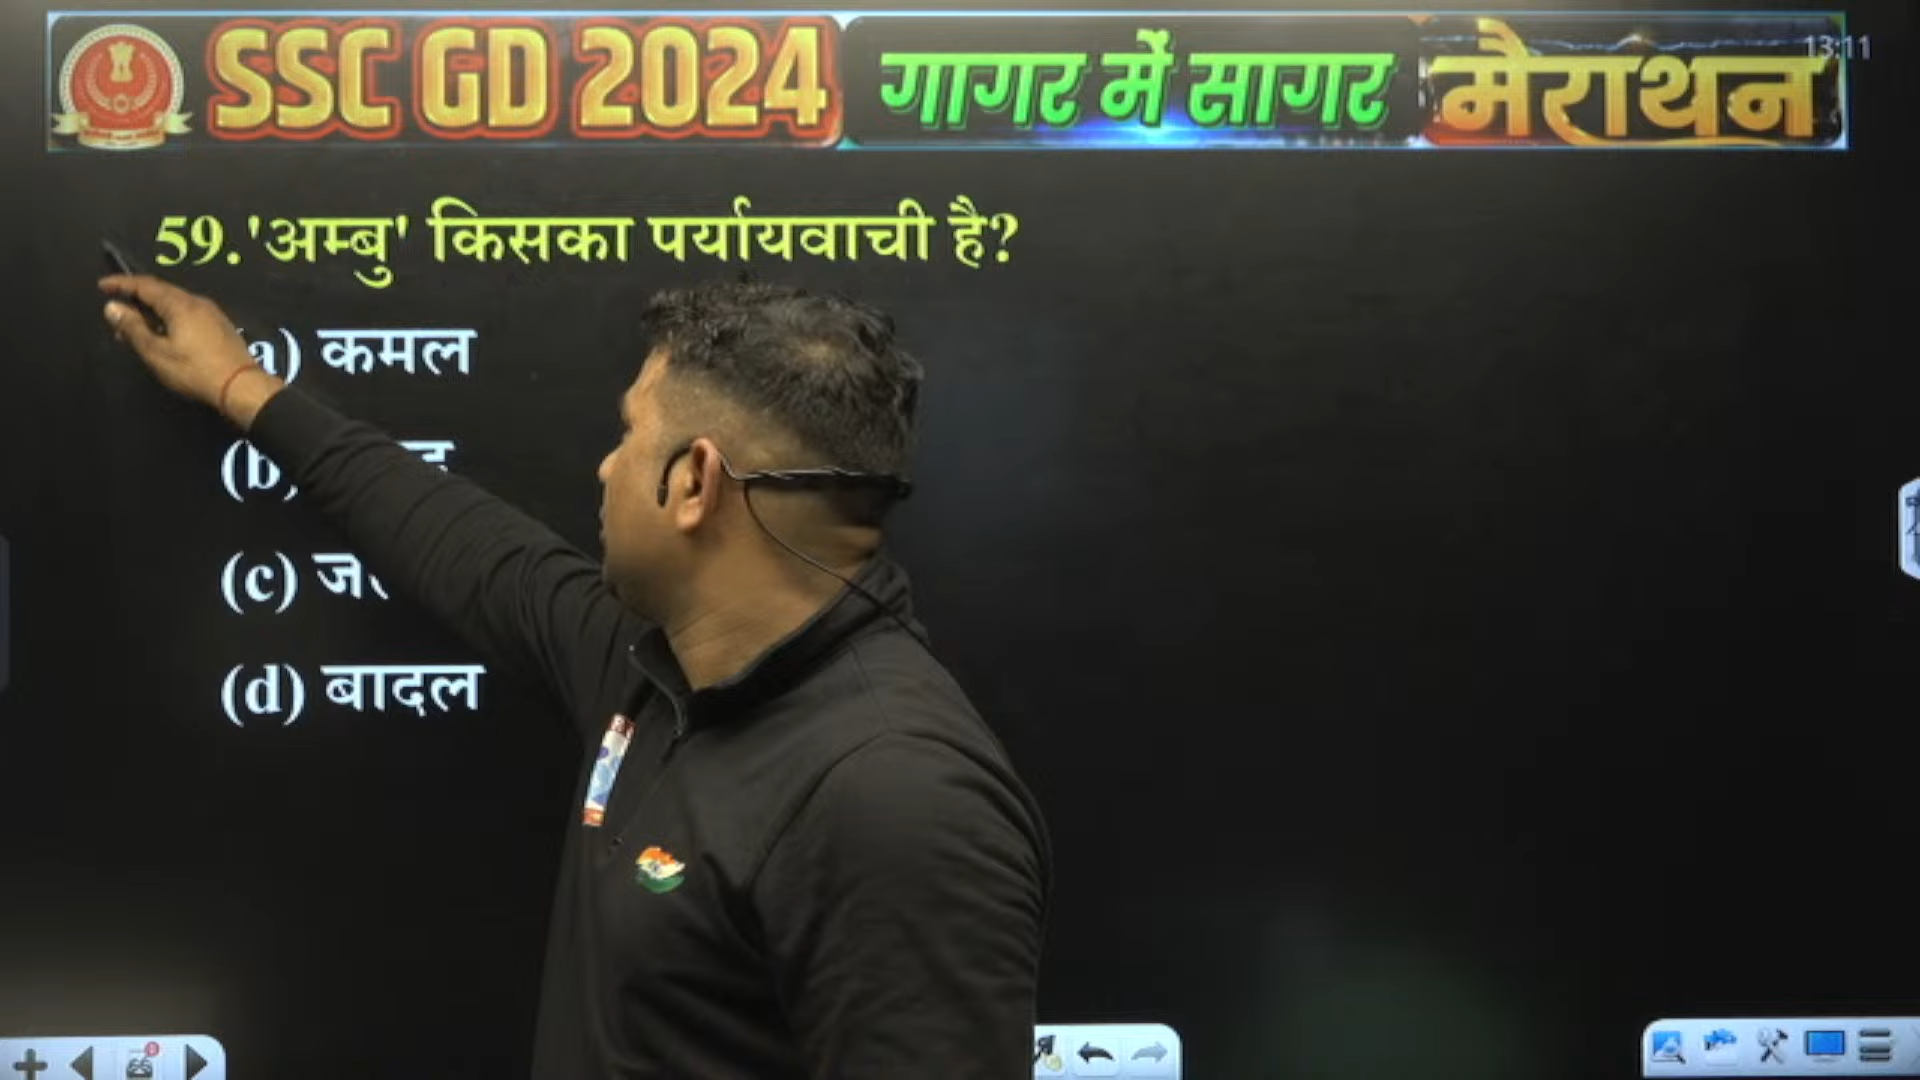 SSC GD 2024 गागर में सागर मैराथन
13:11
59. 'अम्बु' किसका पर्यायवाची है?
(a) कमल
(b)
(c)
(d) बादल